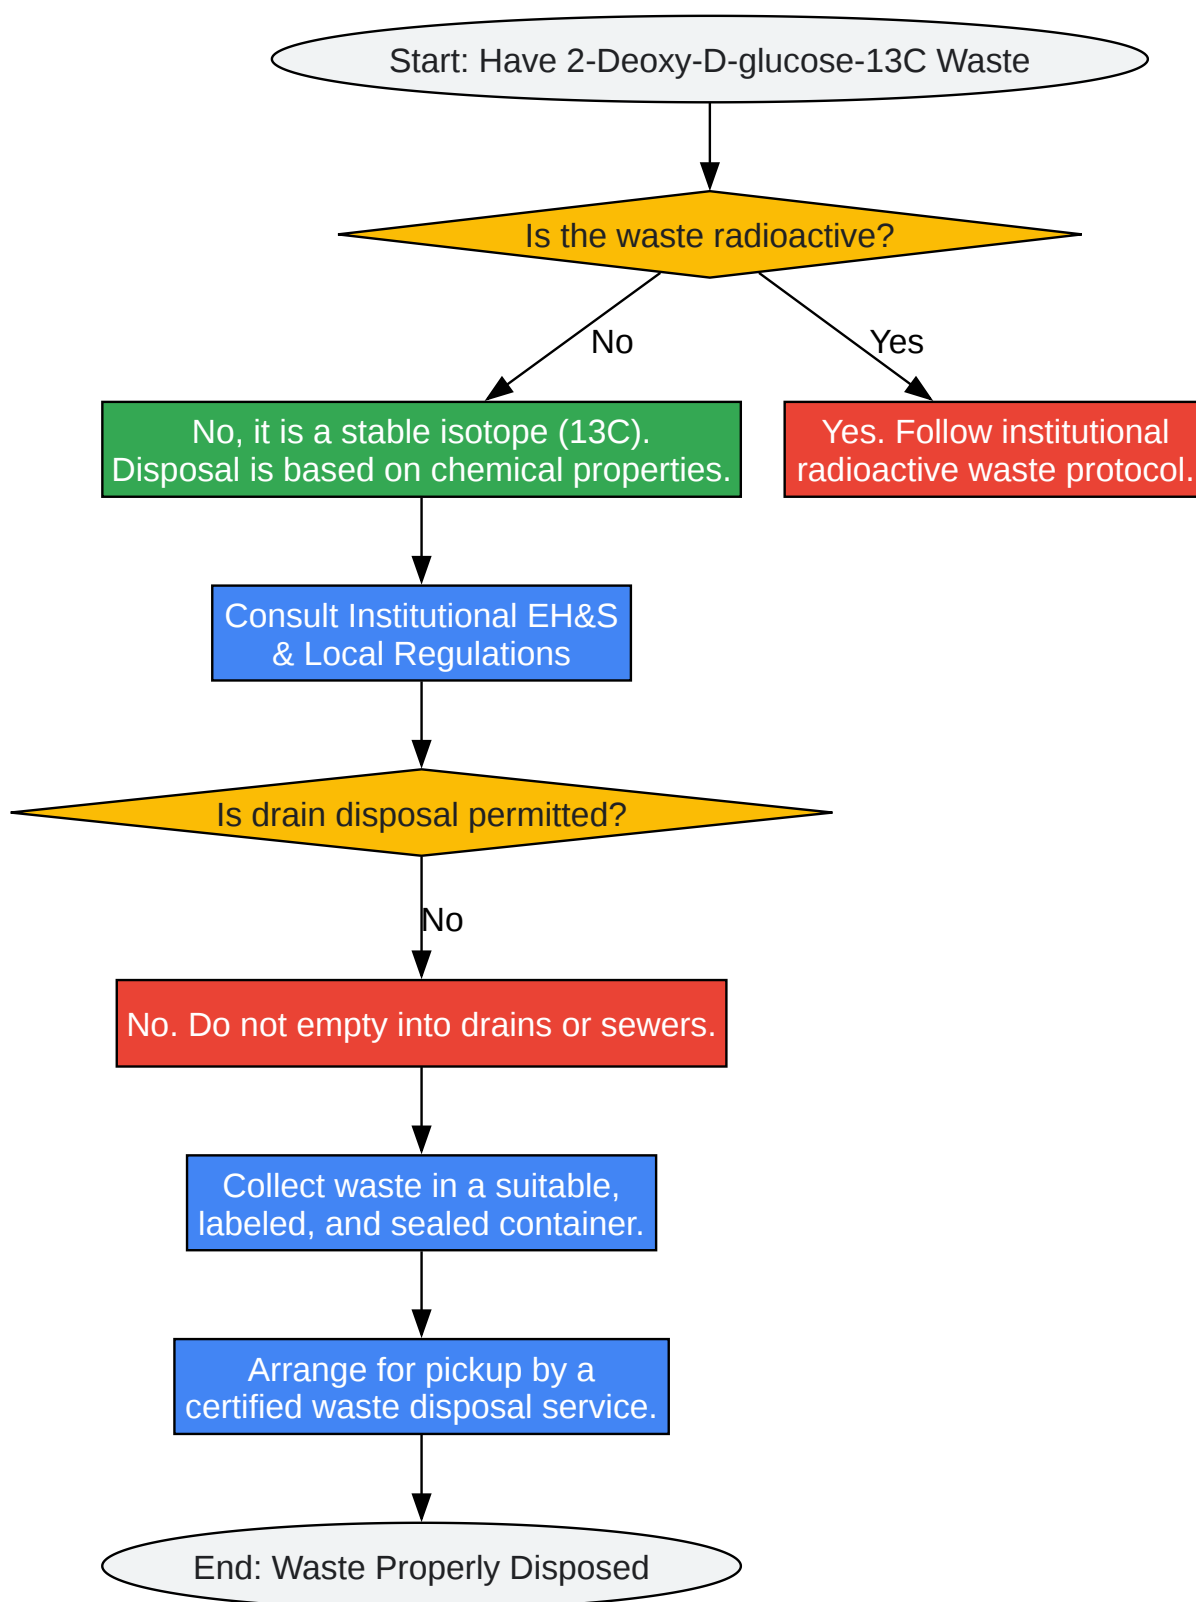 Start: Have 2-Deoxy-D-glucose-13C Waste
Is the waste radioactive?
No
Yes
No, it is a stable isotope (13C).
Disposal is based on chemical properties.
Yes. Follow institutional
radioactive waste protocol.
Consult Institutional EH&S
& Local Regulations
Is drain disposal permitted?
No
No. Do not empty into drains or sewers.
Collect waste in a suitable,
labeled, and sealed container.
Arrange for pickup by a
certified waste disposal service.
End: Waste Properly Disposed